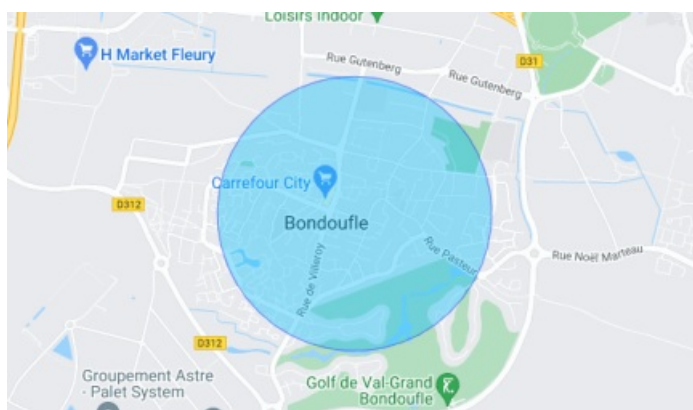 Loisirs Indoor
H Market Fleury
Rue Gutenberg
D31
Rue Gutenberg
Carrefour City
D312
Bondoufle
Rue de Villeroy
Rue Pasteur
Rue Noël Marteau
D312
Groupement Astre
- Palet System
Golf de Val-Grand
Bondoufle